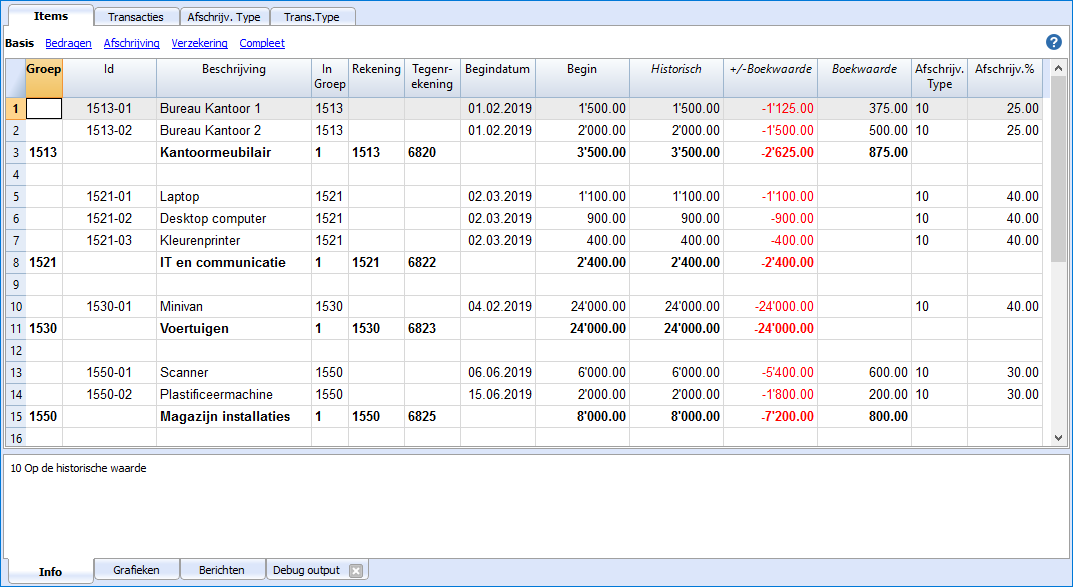 Items Transacties Afschrijv. Type Trans.Type
Basis Bedragen Afschrijving Verzekering Compleet ?
Groep Id Beschrijving In Groep Rekening Tegenr-ekening Begindatum Begin Historisch +/-Boekwaarde Boekwaarde Afschrijv. Type Afschrijv.%
1 1513-01 Bureau Kantoor 1 1513 01.02.2019 1'500.00 1'500.00 -1'125.00 375.00 10 25.00
2 1513-02 Bureau Kantoor 2 1513 01.02.2019 2'000.00 2'000.00 -1'500.00 500.00 10 25.00
3 1513 Kantoormeubilair 1 1513 6820 3'500.00 3'500.00 -2'625.00 875.00
4
5 1521-01 Laptop 1521 02.03.2019 1'100.00 1'100.00 -1'100.00 10 40.00
6 1521-02 Desktop computer 1521 02.03.2019 900.00 900.00 -900.00 10 40.00
7 1521-03 Kleurenprinter 1521 02.03.2019 400.00 400.00 -400.00 10 40.00
8 1521 IT en communicatie 1 1521 6822 2'400.00 2'400.00 -2'400.00
9
10 1530-01 Minivan 1530 04.02.2019 24'000.00 24'000.00 -24'000.00 10 40.00
11 1530 Voertuigen 1 1530 6823 24'000.00 24'000.00 -24'000.00
12
13 1550-01 Scanner 1550 06.06.2019 6'000.00 6'000.00 -5'400.00 600.00 10 30.00
14 1550-02 Plastificeermachine 1550 15.06.2019 2'000.00 2'000.00 -1'800.00 200.00 10 30.00
15 1550 Magazijn installaties 1 1550 6825 8'000.00 8'000.00 -7'200.00 800.00
16
10 Op de historische waarde
Info Grafieken Berichten Debug output